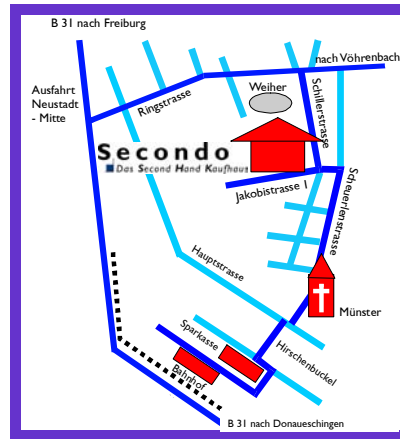 B 31 nach Freiburg
nach Vöhrenbach
Ausfahrt
Neustadt
- Mitte
Ringstrasse
Weiher
Schillerstrasse
Secondo
Das Second Hand Kaufhaus
Jakobistrasse 1
Scheuerlenstrasse
Hauptstrasse
Münster
Sparkasse
Hirschenbuckel
Bahnhof
B 31 nach Donaueschingen